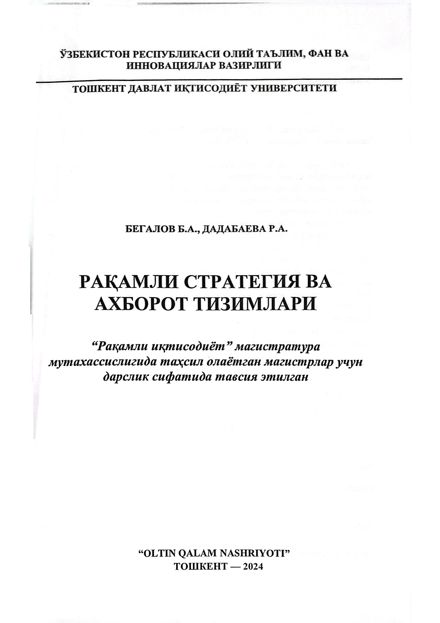 ЎЗБЕКИСТОН РЕСПУБЛИКАСИ ОЛИЙ ТАЪЛИМ, ФАН ВА
ИННОВАЦИЯЛАР ВАЗИРЛИГИ
ТОШКЕНТ ДАВЛАТ ИҚТИСОДИЁТ УНИВЕРСИТЕТИ
БЕГАЛОВ Б.А., ДАДАБАЕВА Р.А.
РАҚАМЛИ СТРАТЕГИЯ ВА
АХБОРОТ ТИЗИМЛАРИ
“Рақамли иқтисодиёт” магистратура
мутахассислигида таҳсил олаётган магистрлар учун
дарслик сифатида тавсия этилган
“OLTIN QALAM NASHRIYOTI”
ТОШКЕНТ — 2024